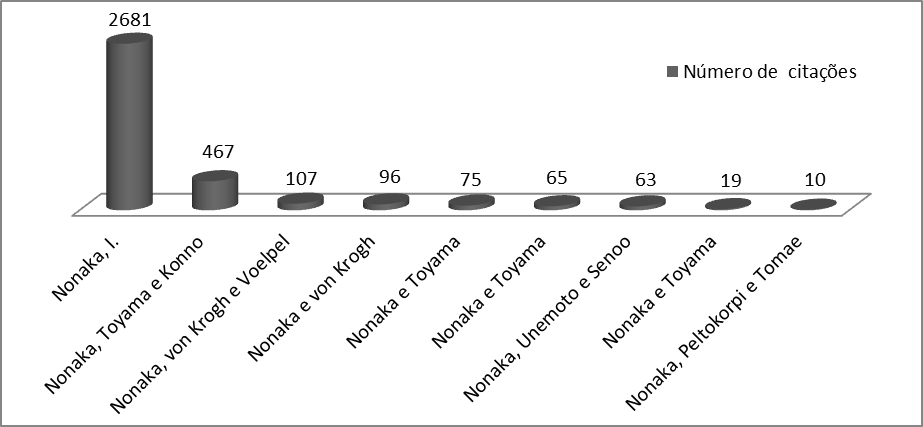 2681
Número de citações
467
107
96
75
65
63
19
10
Nonaka, I.
Nonaka, Toyama e Konno
Nonaka, von Krogh e Voelpel
Nonaka e von Krogh
Nonaka e Toyama
Nonaka e Toyama
Nonaka, Unemoto e Senoo
Nonaka e Toyama
Nonaka, Peltokorpi e Tomae